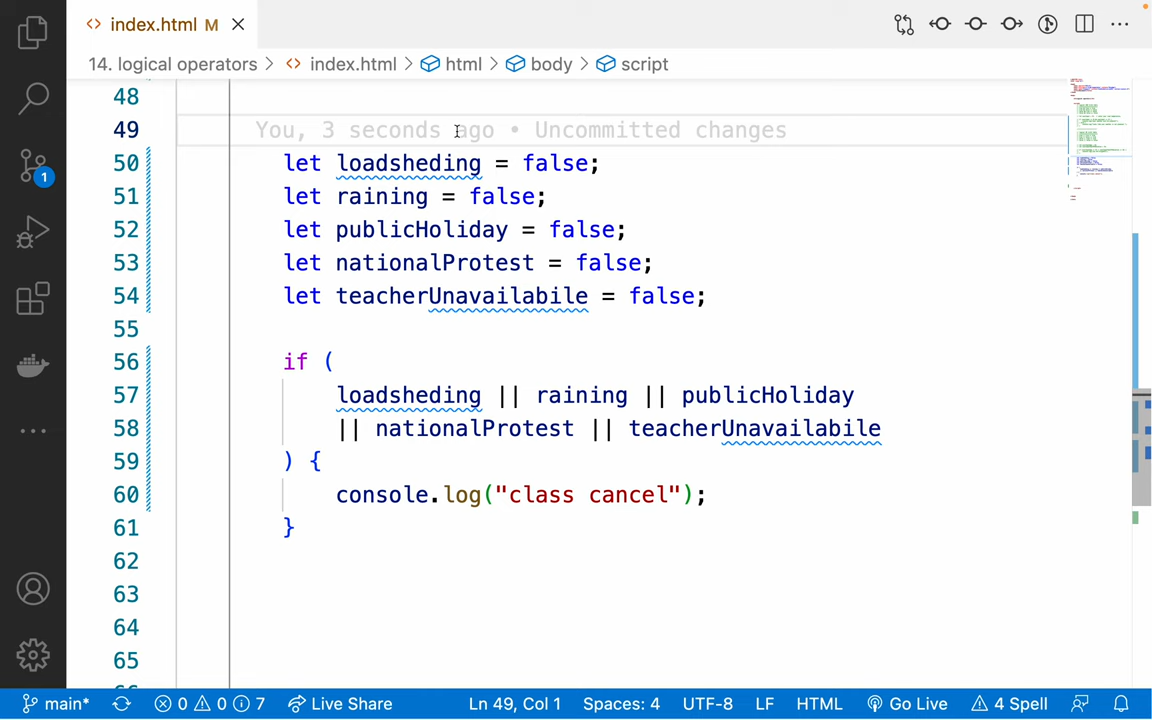 index.html M
14. logical operators > index.html > html > body > script
48
49 You, 3 seconds ago • Uncommitted changes
50 let loadsheding = false;
51 let raining = false;
52 let publicHoliday = false;
53 let nationalProtest = false;
54 let teacherUnavailabile = false;
55
56 if (
57 loadsheding || raining || publicHoliday
58 || nationalProtest || teacherUnavailabile
59 ) {
60 console.log("class cancel");
61 }
62
63
64
65
1
main* 0 0 7 Live Share Ln 49, Col 1 Spaces: 4 UTF-8 LF HTML Go Live 4 Spell